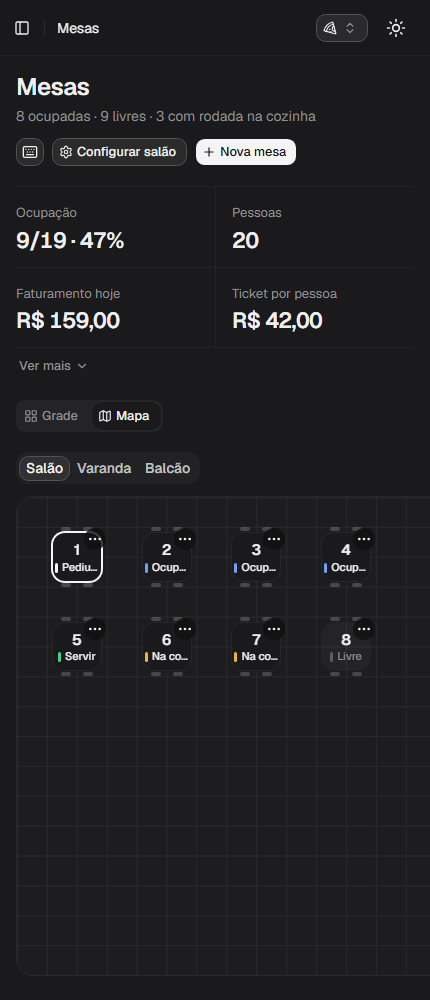 Mesas
Mesas
8 ocupadas · 9 livres · 3 com rodada na cozinha
Configurar salão
+ Nova mesa
Ocupação
9/19 · 47%
Pessoas
20
Faturamento hoje
R$ 159,00
Ticket por pessoa
R$ 42,00
Ver mais
Grade
Mapa
Salão
Varanda
Balcão
1
Pediu...
2
Ocup...
3
Ocup...
4
Ocup...
5
Servir
6
Na co...
7
Na co...
8
Livre